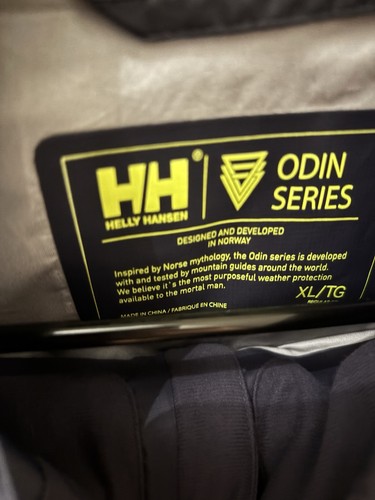 HH®
HELLY HANSEN
ODIN
SERIES
DESIGNED AND DEVELOPED
IN NORWAY
Inspired by Norse mythology, the Odin series is developed
with and tested by mountain guides around the world.
We believe it´s the most purposeful weather protection
available to the mortal man.
XL/TG
MADE IN CHINA / FABRIQUÉ EN CHINE